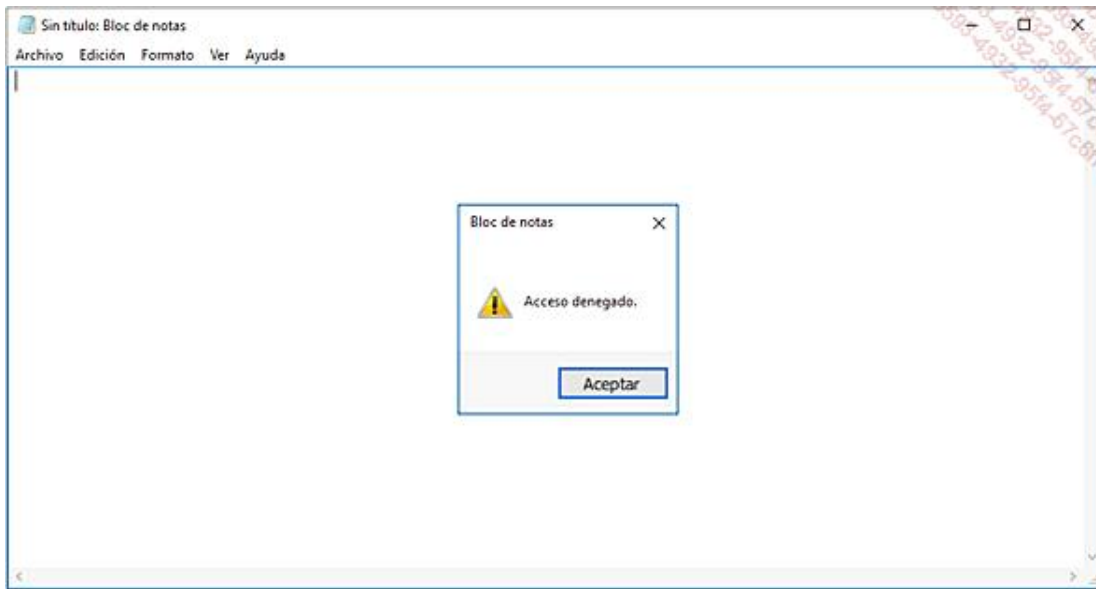 Sin título: Bloc de notas
Archivo Edición Formato Ver Ayuda
Bloc de notas
Acceso denegado.
Aceptar